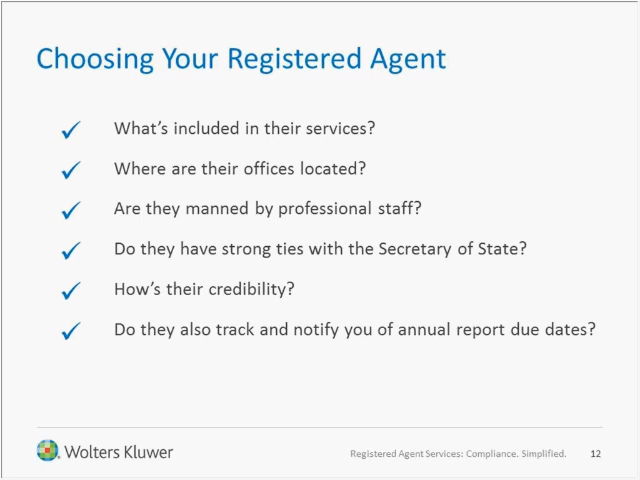 Choosing Your Registered Agent
What's included in their services?
Where are their offices located?
Are they manned by professional staff?
Do they have strong ties with the Secretary of State?
How's their credibility?
Do they also track and notify you of annual report due dates?
Wolters Kluwer
Registered Agent Services: Compliance. Simplified. 12